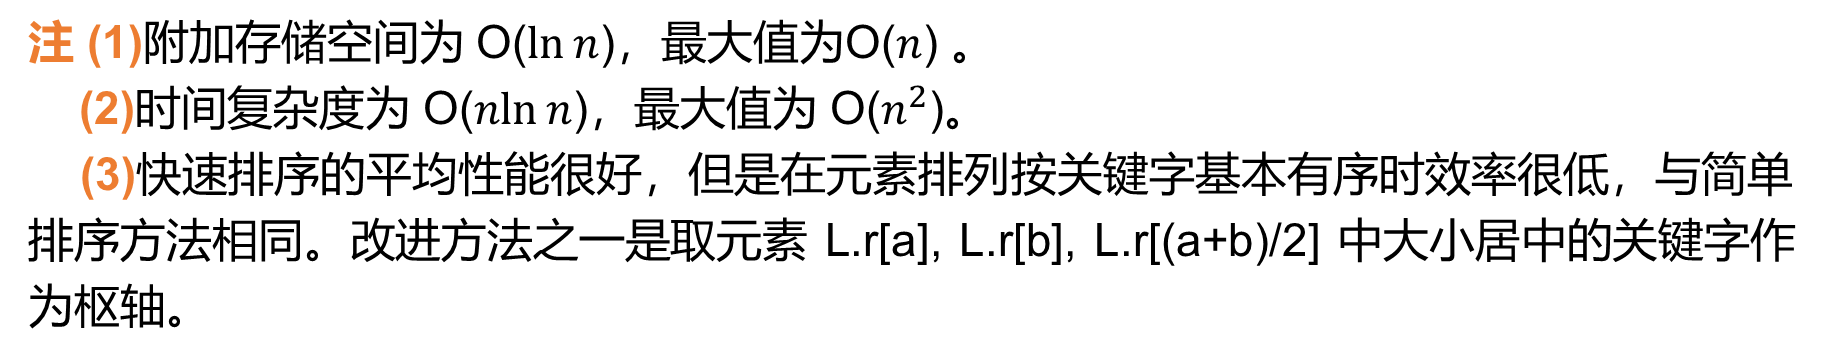 注 (1)附加存储空间为 O(ln n)，最大值为O(n) 。
(2)时间复杂度为 O(nln n)，最大值为 O(n²)。
(3)快速排序的平均性能很好，但是在元素排列按关键字基本有序时效率很低，与简单
排序方法相同。改进方法之一是取元素 L.r[a], L.r[b], L.r[(a+b)/2] 中大小居中的关键字作
为枢轴。